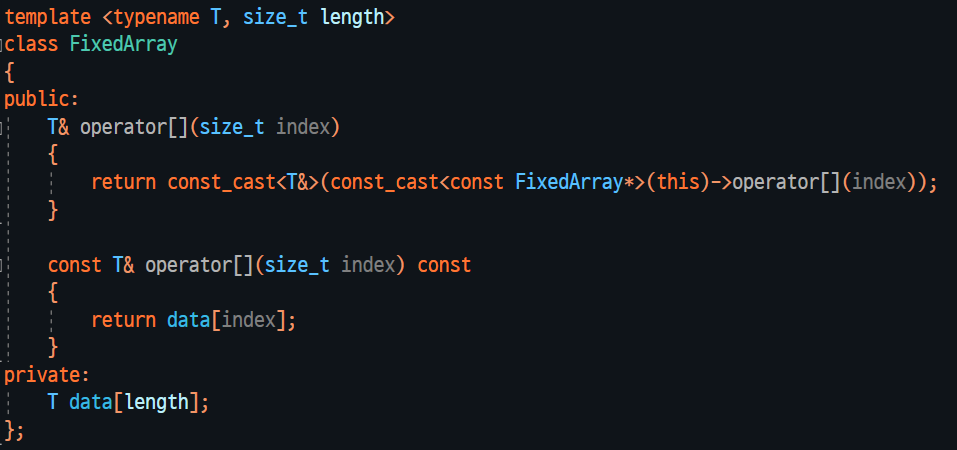 template <typename T, size_t length>
class FixedArray
{
public:
    T& operator[](size_t index)
    {
        return const_cast<T&>(const_cast<const FixedArray*>(this)->operator[](index));
    }

    const T& operator[](size_t index) const
    {
        return data[index];
    }
private:
    T data[length];
};